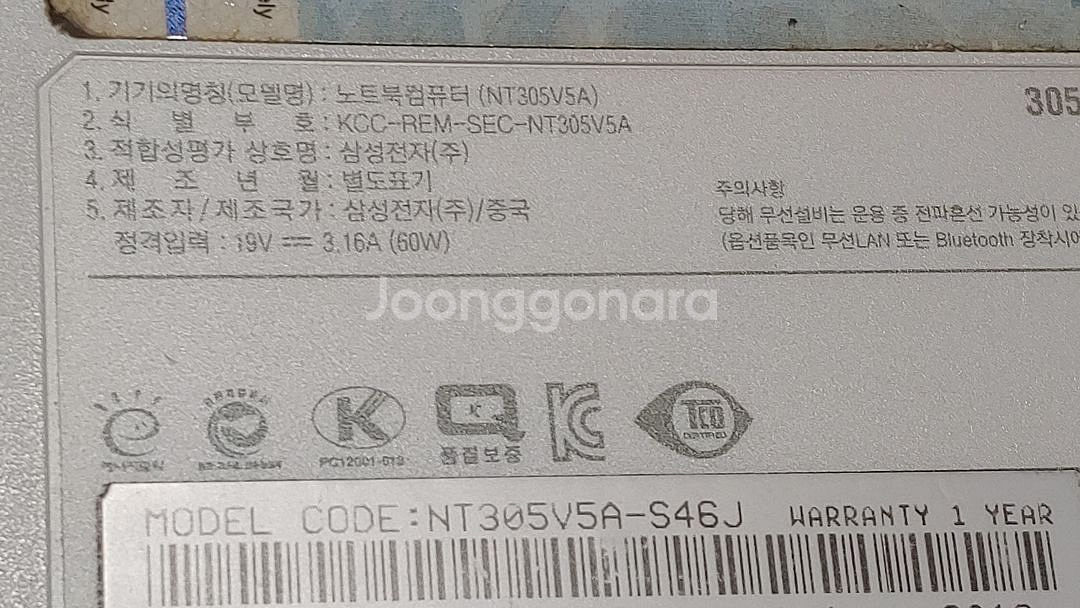 ly
ly
1. 기기의명칭(모델명) : 노트북컴퓨터 (NT305V5A)
305
2. 식 별 부 호 : KCC-REM-SEC-NT305V5A
3. 적합성평가 상호명 : 삼성전자(주)
4. 제 조 년 월 : 별도표기
5. 제조자/제조국가 : 삼성전자(주)/중국
정격입력 : 19V 3.16A (60W)
주의사항
당해 무선설비는 운용 중 전파혼선 가능성이 있
(옵션품목인 무선LAN 또는 Bluetooth 장착시에
Joonggonara
K
PC12001-013
K
품질보증
KC
TCO
CERTIFIED
MODEL CODE:NT305V5A-S46J WARRANTY 1 YEAR